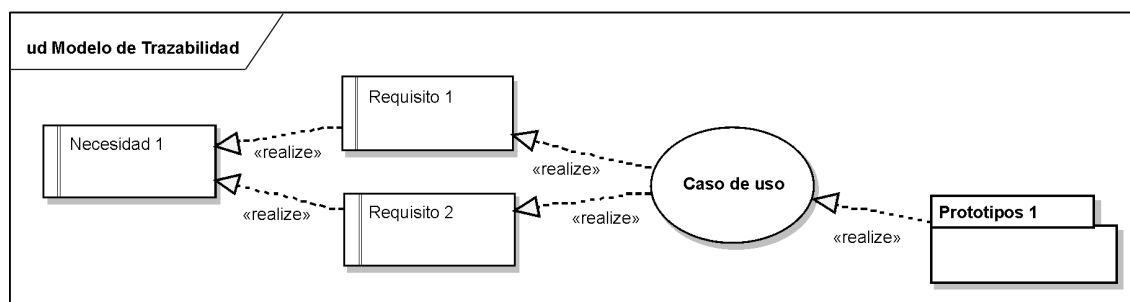 ud Modelo de Trazabilidad
Requisito 1
Necesidad 1
«realize»
«realize»
Caso de uso
«realize»
Requisito 2
«realize»
Prototipos 1
«realize»